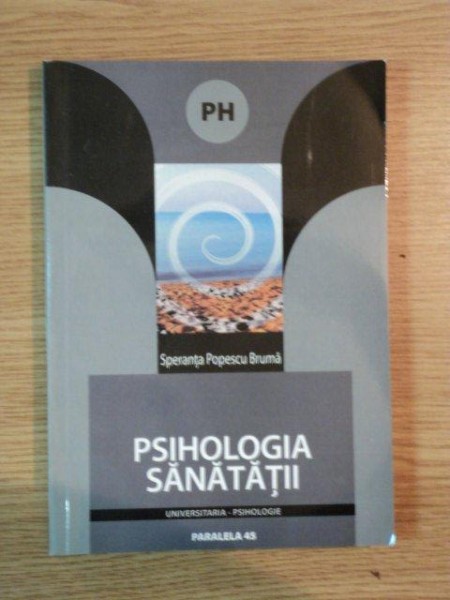 PH
Speranța Popescu Brumă
PSIHOLOGIA
SĂNĂTĂȚII
UNIVERSITARIA - PSIHOLOGIE
PARALELA 45